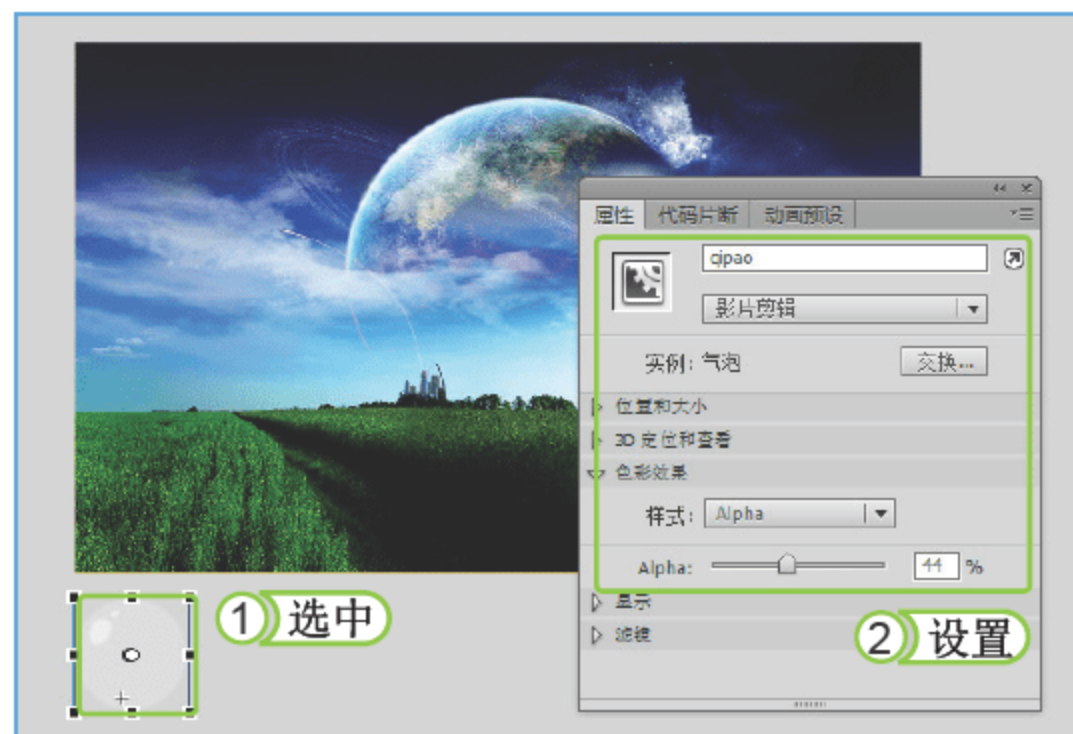 属性 代码片断 动画预设
qipao
影片剪辑
实例: 气泡 交换...
位置和大小
3D 定位和查看
色彩效果
样式: Alpha
Alpha: 44 %
显示
滤镜
1 选中
2 设置